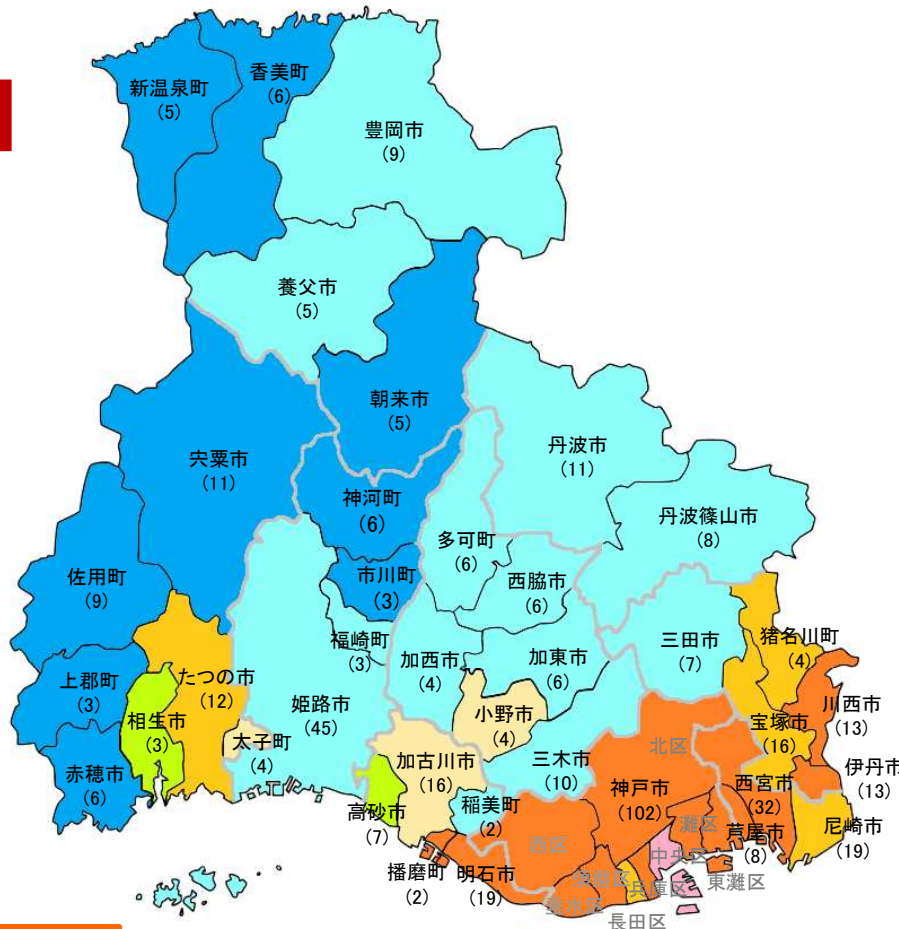 新温泉町
(5)
香美町
(6)
豊岡市
(9)
養父市
(5)
朝来市
(5)
宍粟市
(11)
丹波市
(11)
神河町
(6)
丹波篠山市
(8)
多可町
(6)
市川町
(3)
佐用町
(9)
西脇市
(6)
福崎町
(3)
三田市
(7)
猪名川町
(4)
加西市
(4)
加東市
(6)
たつの市
(12)
上郡町
(3)
姫路市
(45)
相生市
(3)
川西市
(13)
小野市
(4)
宝塚市
(16)
太子町
(4)
北区
加古川市
(16)
三木市
(10)
赤穂市
(6)
伊丹市
(13)
神戸市
(102)
西宮市
(32)
稲美町
(2)
高砂市
(7)
灘区
尼崎市
(19)
芦屋市
(8)
西区
中央区
播磨町
(2)
明石市
(19)
須磨区
兵庫区
東灘区
垂水区
長田区